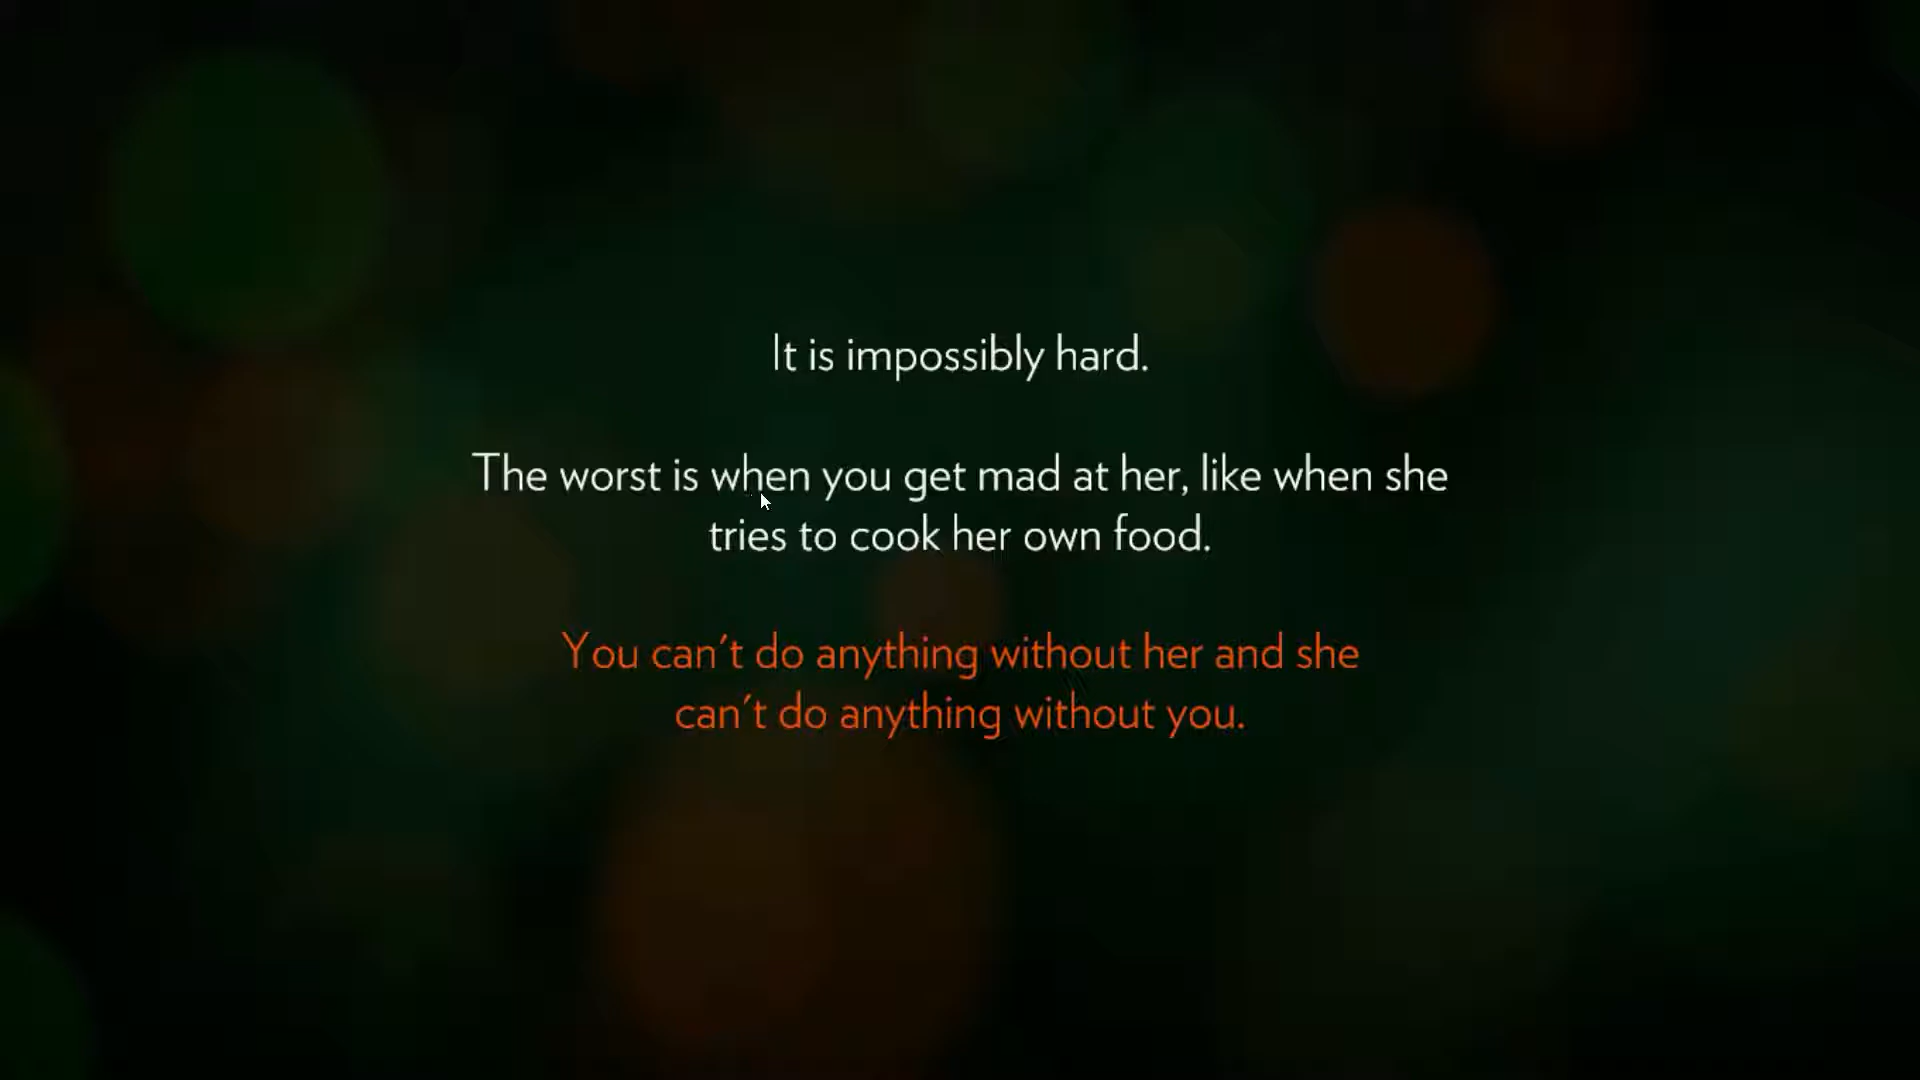 It is impossibly hard.
The worst is when you get mad at her, like when she
tries to cook her own food.
You can't do anything without her and she
can't do anything without you.